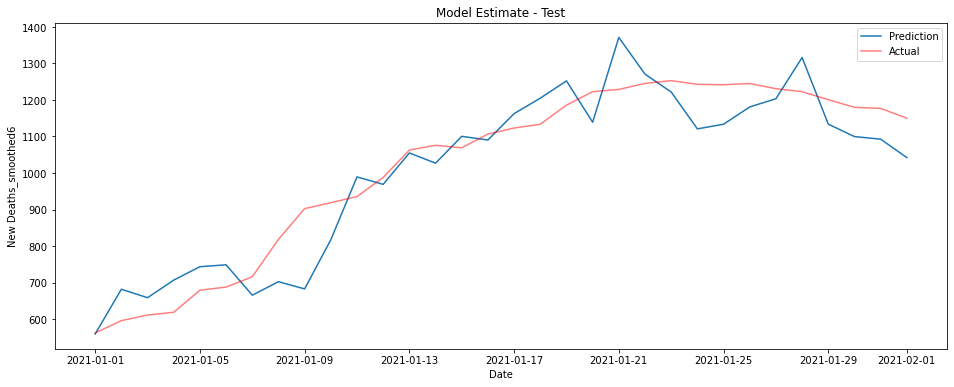 Model Estimate - Test
Prediction
Actual
New Deaths_smoothed6
1400
1300
1200
1100
1000
900
800
700
600
2021-01-01 2021-01-05 2021-01-09 2021-01-13 2021-01-17 2021-01-21 2021-01-25 2021-01-29 2021-02-01
Date